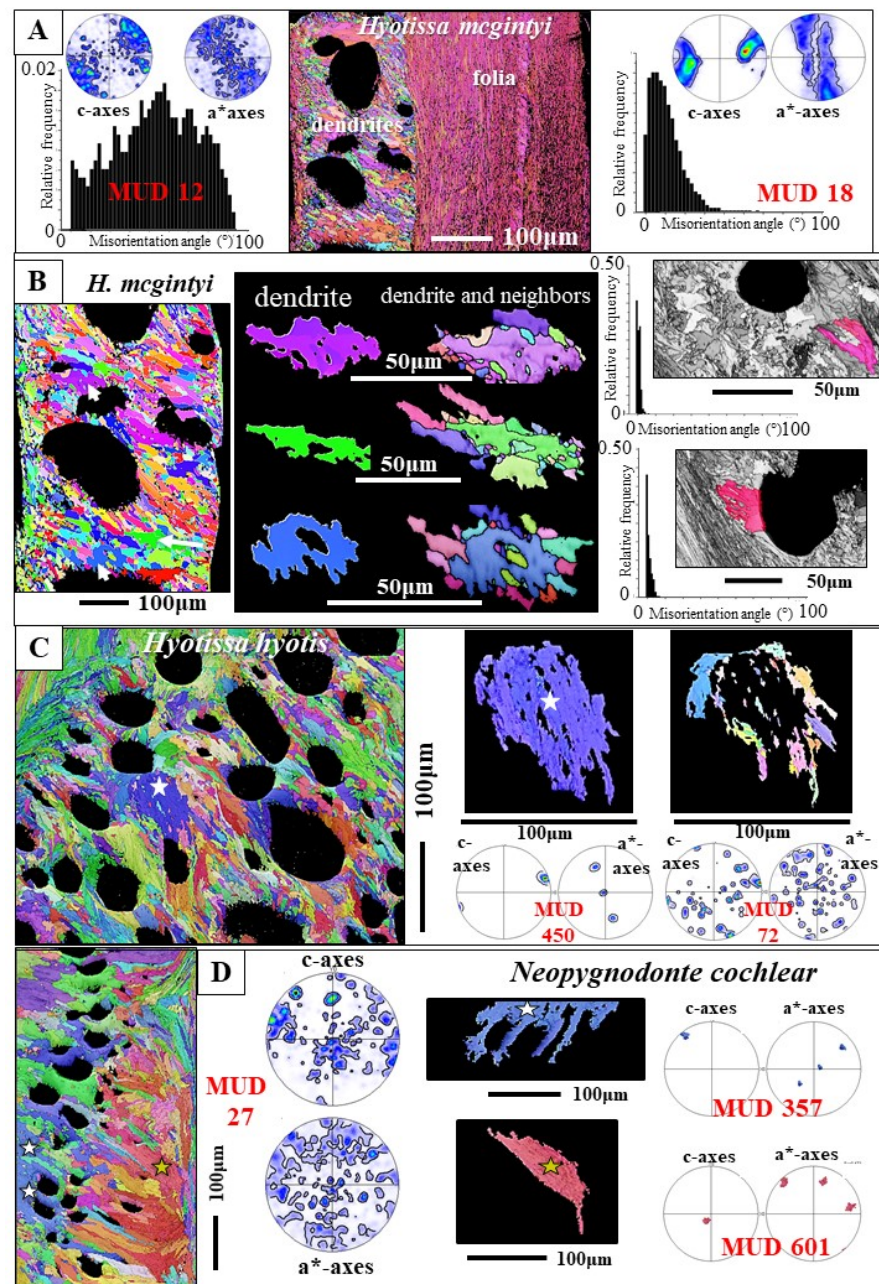 A
Hyotissa mcgintyi
0.02
c-axes
a*axes
Relative frequency
MUD 12
0
Misorientation angle (°)
100
dendrites
folia
100µm
c-axes
a*-axes
Relative frequency
MUD 18
0
Misorientation angle (°)
100
B
H. mcgintyi
100µm
dendrite
dendrite and neighbors
50µm
50µm
50µm
0.50
Relative frequency
0
Misorientation angle (°)
100
50µm
0.50
Relative frequency
0
Misorientation angle (°)
100
50µm
C
Hyotissa hyotis
100µm
100µm
100µm
c-
axes
a*-
axes
MUD
450
c-
axes
a*-
axes
MUD
72
D
Neopygnodonte cochlear
100µm
c-axes
MUD
27
a*-axes
100µm
c-axes
a*-axes
MUD 357
100µm
c-axes
a*-axes
MUD 601